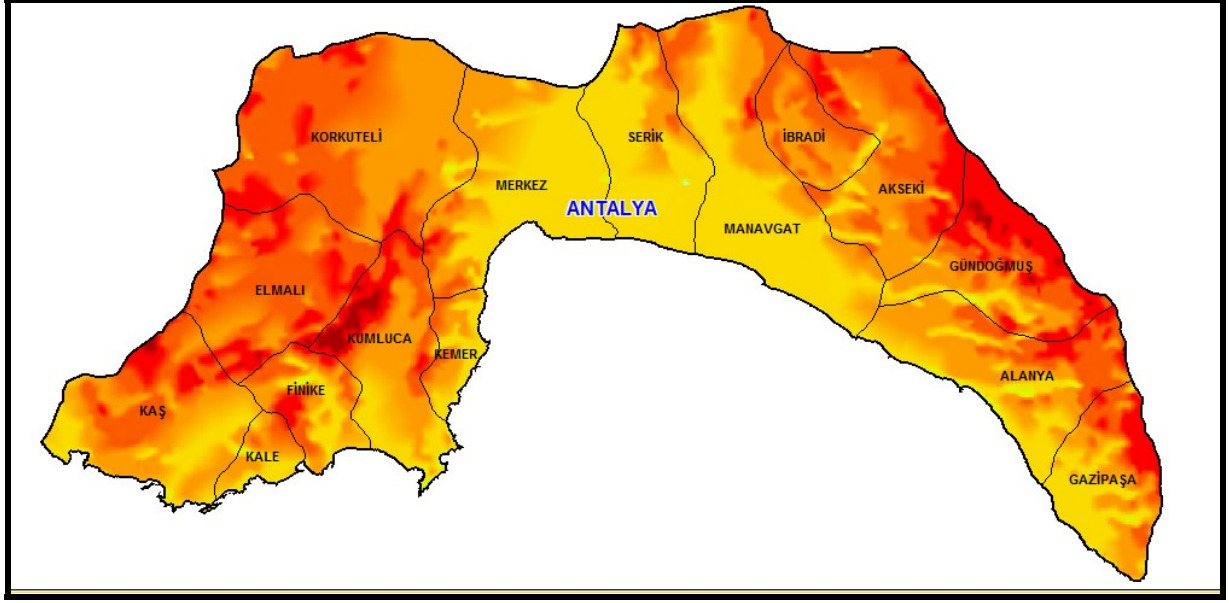 KORKUTELİ
SERİK
İBRADİ
MERKEZ
AKSEKİ
ANTALYA
MANAVGAT
GÜNDOĞMUŞ
ELMALI
KUMLUCA
KEMER
ALANYA
FİNİKE
KAŞ
KALE
GAZİPAŞA